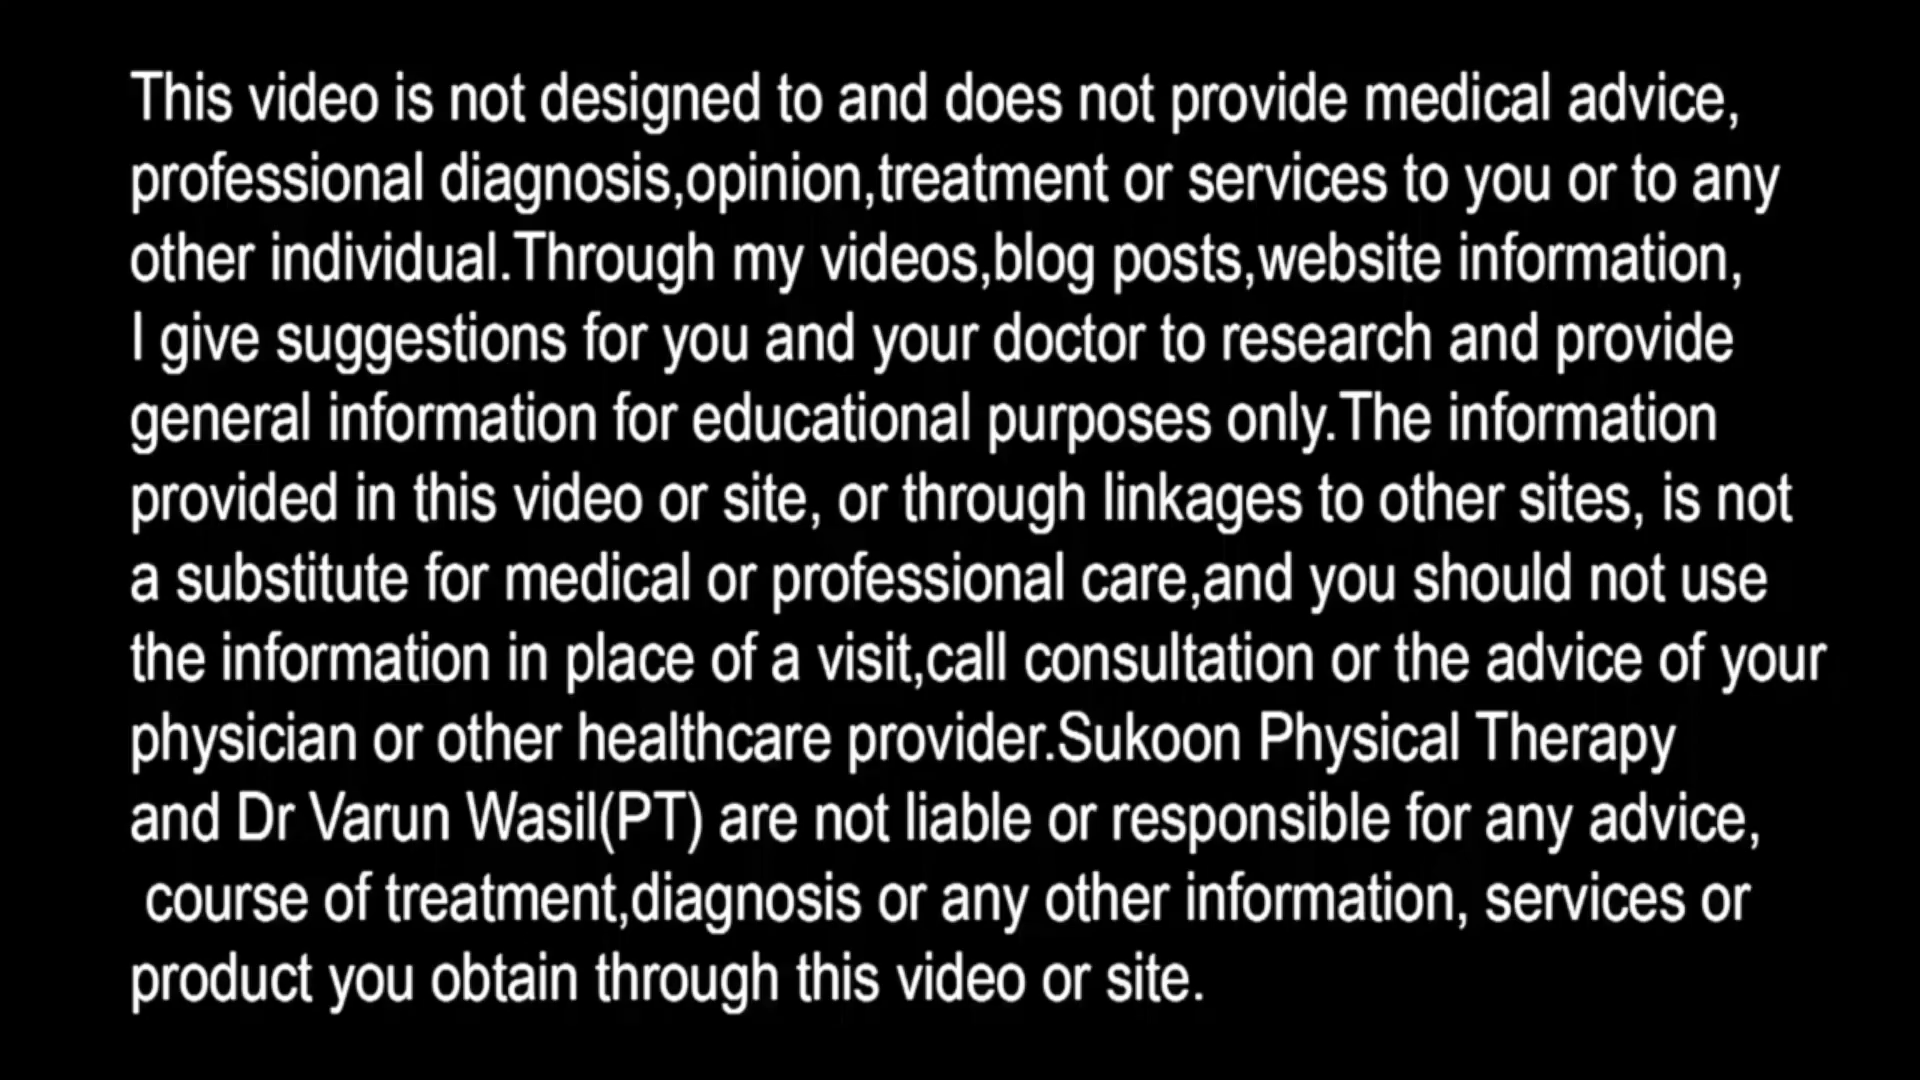 This video is not designed to and does not provide medical advice,
professional diagnosis,opinion,treatment or services to you or to any
other individual.Through my videos,blog posts,website information,
I give suggestions for you and your doctor to research and provide
general information for educational purposes only.The information
provided in this video or site, or through linkages to other sites, is not
a substitute for medical or professional care,and you should not use
the information in place of a visit,call consultation or the advice of your
physician or other healthcare provider.Sukoon Physical Therapy
and Dr Varun Wasil(PT) are not liable or responsible for any advice,
course of treatment,diagnosis or any other information, services or
product you obtain through this video or site.